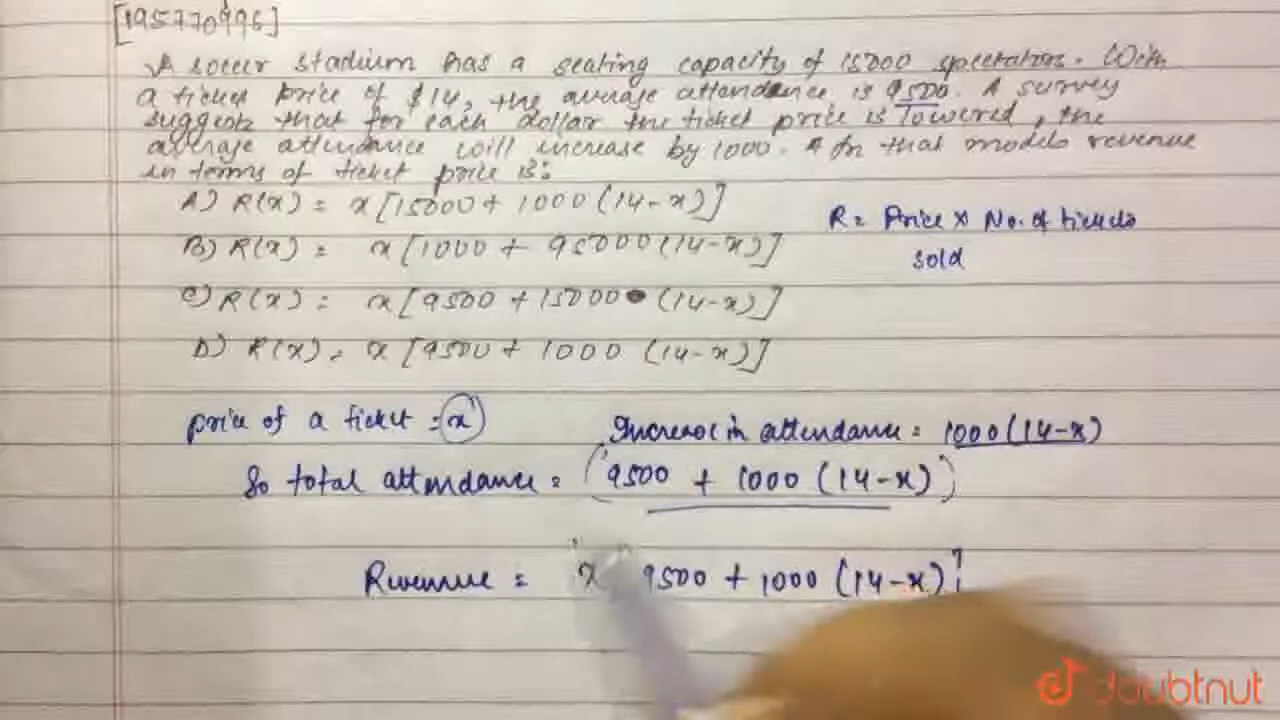 [195770996]
A soccer stadium has a seating capacity of 15000 spectators. With
a ticket price of $14, the average attendance is 9500. A survey
suggests that for each dollar the ticket price is lowered, the
average attendance will increase by 1000. A fn that models revenue
in terms of ticket price is:
A) R(x) = x[15000 + 1000(14-x)]
B) R(x) = x[1000 + 95000(14-x)]
C) R(x) = x[9500 + 15000 (14-x)]
D) R(x) = x[9500 + 1000 (14-x)]
R = Price x No. of tickets
sold
price of a ticket = x
Increase in attendance = 1000(14-x)
So total attendance = (9500 + 1000 (14-x))
Revenue = x 9500 + 1000 (14-x)]
doubtnut